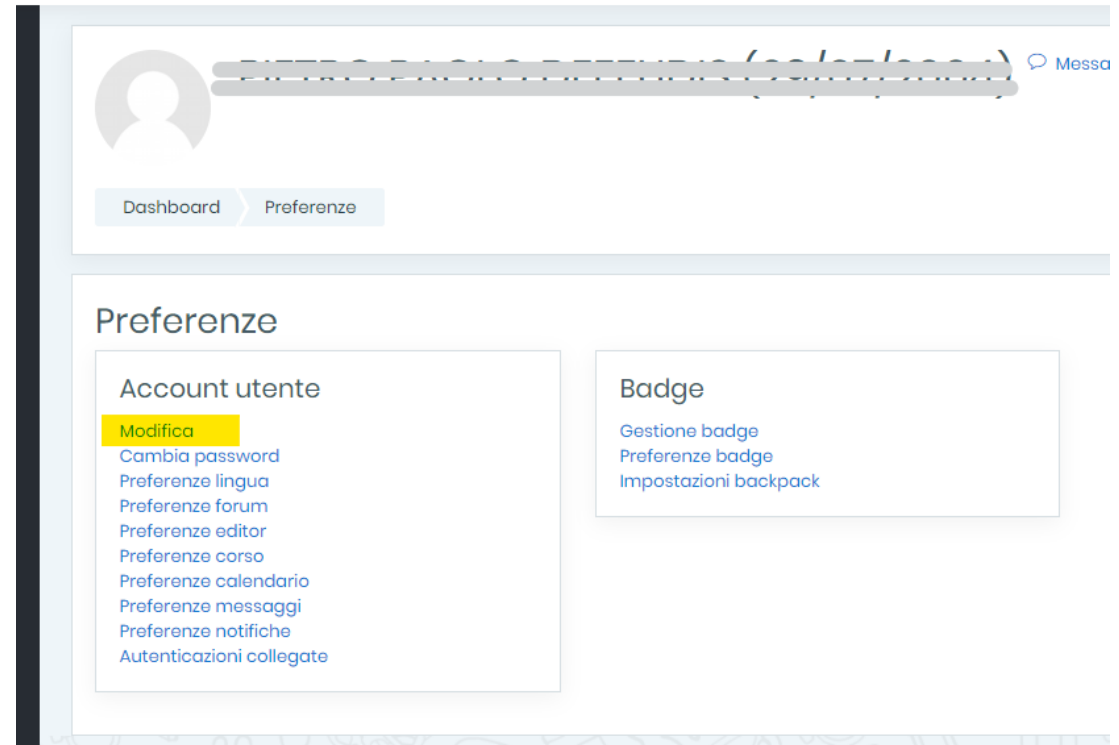 Messa
Dashboard
Preferenze
Preferenze
Account utente
Modifica
Cambia password
Preferenze lingua
Preferenze forum
Preferenze editor
Preferenze corso
Preferenze calendario
Preferenze messaggi
Preferenze notifiche
Autenticazioni collegate
Badge
Gestione badge
Preferenze badge
Impostazioni backpack